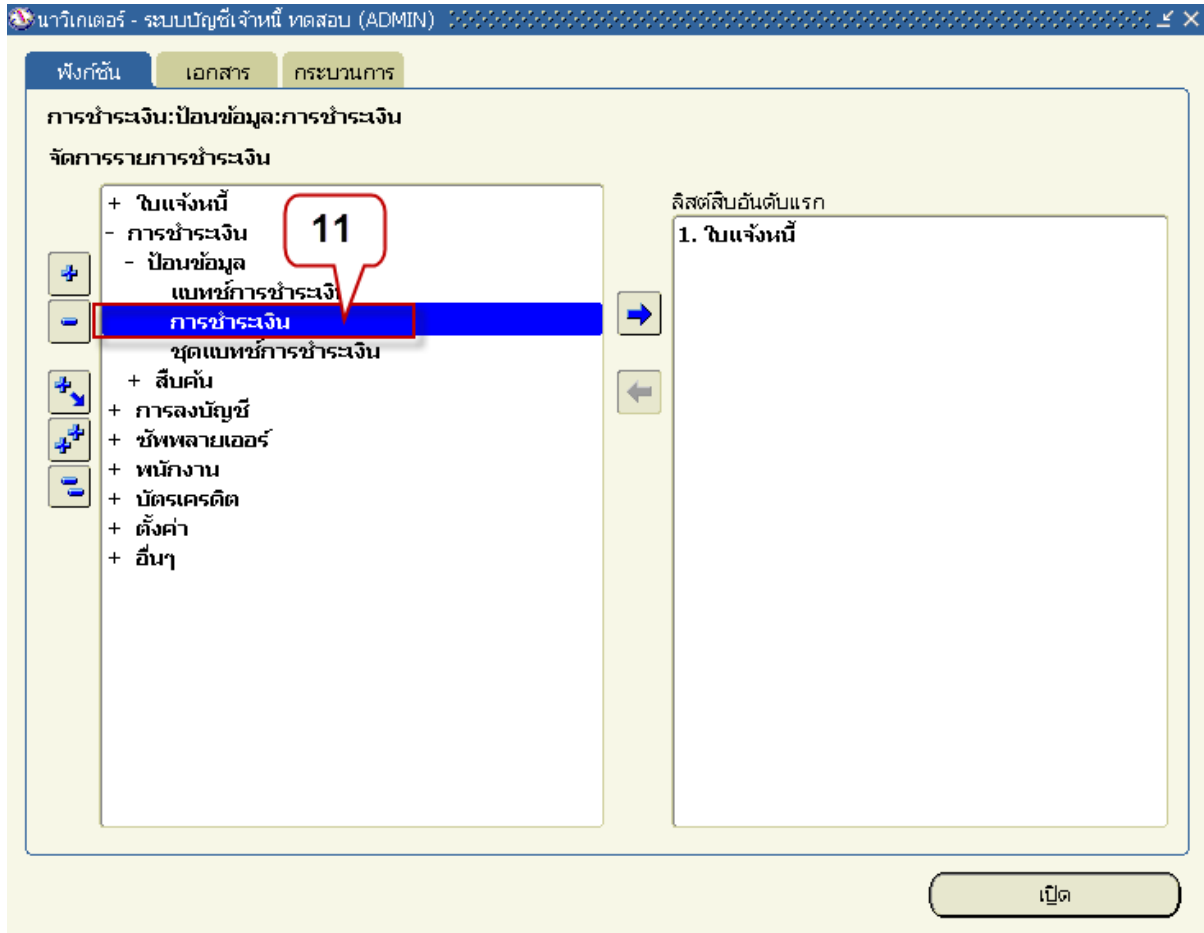 นาวิเกเตอร์ - ระบบบัญชีเจ้าหนี้ ทดสอบ (ADMIN)
ฟังก์ชัน เอกสาร กระบวนการ
การชำระเงิน:ป้อนข้อมูล:การชำระเงิน
จัดการรายการชำระเงิน
+ ใบแจ้งหนี้
- การชำระเงิน
11
- ป้อนข้อมูล
แบทช์การชำระเงิน
การชำระเงิน
ชุดแบทช์การชำระเงิน
+ สืบค้น
+ การลงบัญชี
+ ซัพพลายเออร์
+ พนักงาน
+ บัตรเครดิต
+ ตั้งค่า
+ อื่นๆ
ลิสต์สิบอันดับแรก
1. ใบแจ้งหนี้
เปิด